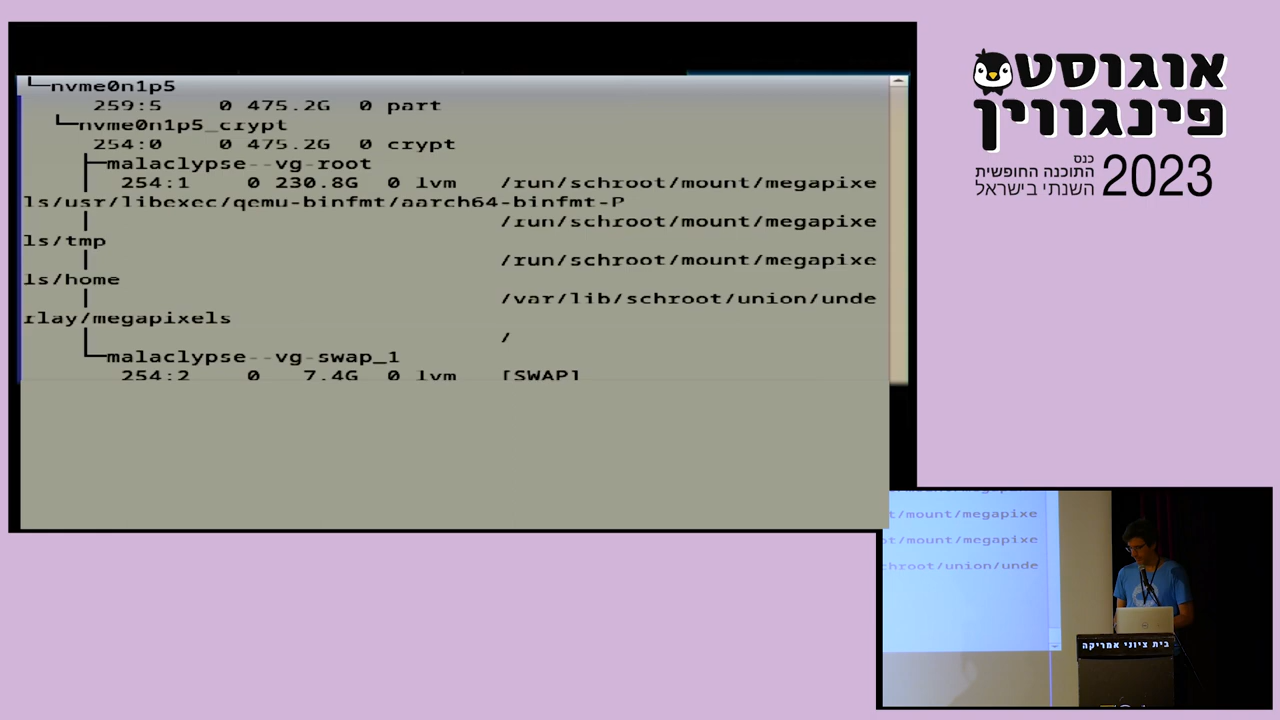 └─nvme0n1p5
259:5 0 475.2G 0 part
└─nvme0n1p5_crypt
254:0 0 475.2G 0 crypt
├─malaclypse--vg-root
│ 254:1 0 230.8G 0 lvm /run/schroot/mount/megapixe
ls/usr/libexec/qemu-binfmt/aarch64-binfmt-P
│ /run/schroot/mount/megapixe
ls/tmp
│ /run/schroot/mount/megapixe
ls/home
│ /var/lib/schroot/union/unde
rlay/megapixels
│ /
└─malaclypse--vg-swap_1
254:2 0 7.4G 0 lvm [SWAP]
אוגוסט
פינגווין
כנס
התוכנה החופשית
השנתי בישראל
2023
t/mount/megapixe
ot/mount/megapixe
chroot/union/unde
בית ציוני אמריקה